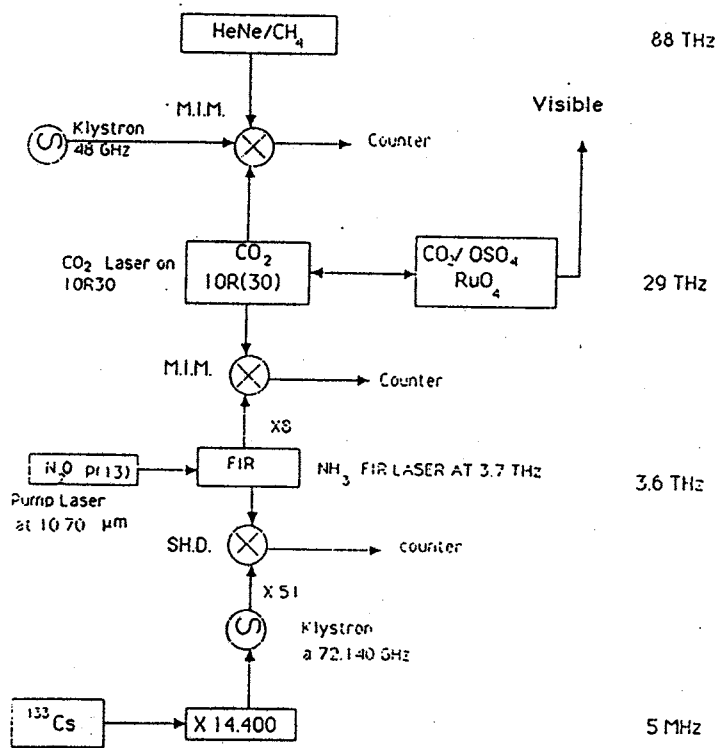 HeNe/CH₄
88 THz
M.I.M.
Visible
Klystron
48 GHz
Counter
CO₂ Laser on
10R30
CO₂
10R(30)
CO₂/ OSO₄
RuO₄
29 THz
M.I.M.
Counter
X8
N₂O P(13)
FIR
NH₃ FIR LASER AT 3.7 THz
3.6 THz
Pump Laser
at 10.70 µm
SH.D.
counter
X 51
Klystron
a 72.140 GHz
¹³³Cs
X 14.400
5 MHz